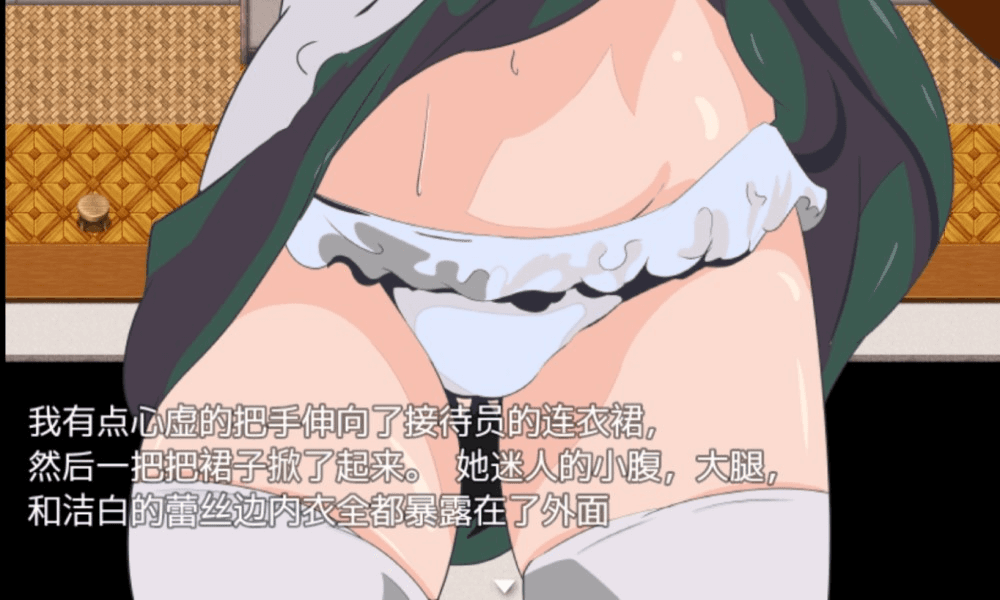 我有点心虚的把手伸向了接待员的连衣裙，
然后一把把裙子掀了起来。 她迷人的小腹，大腿，
和洁白的蕾丝边内衣全都暴露在了外面